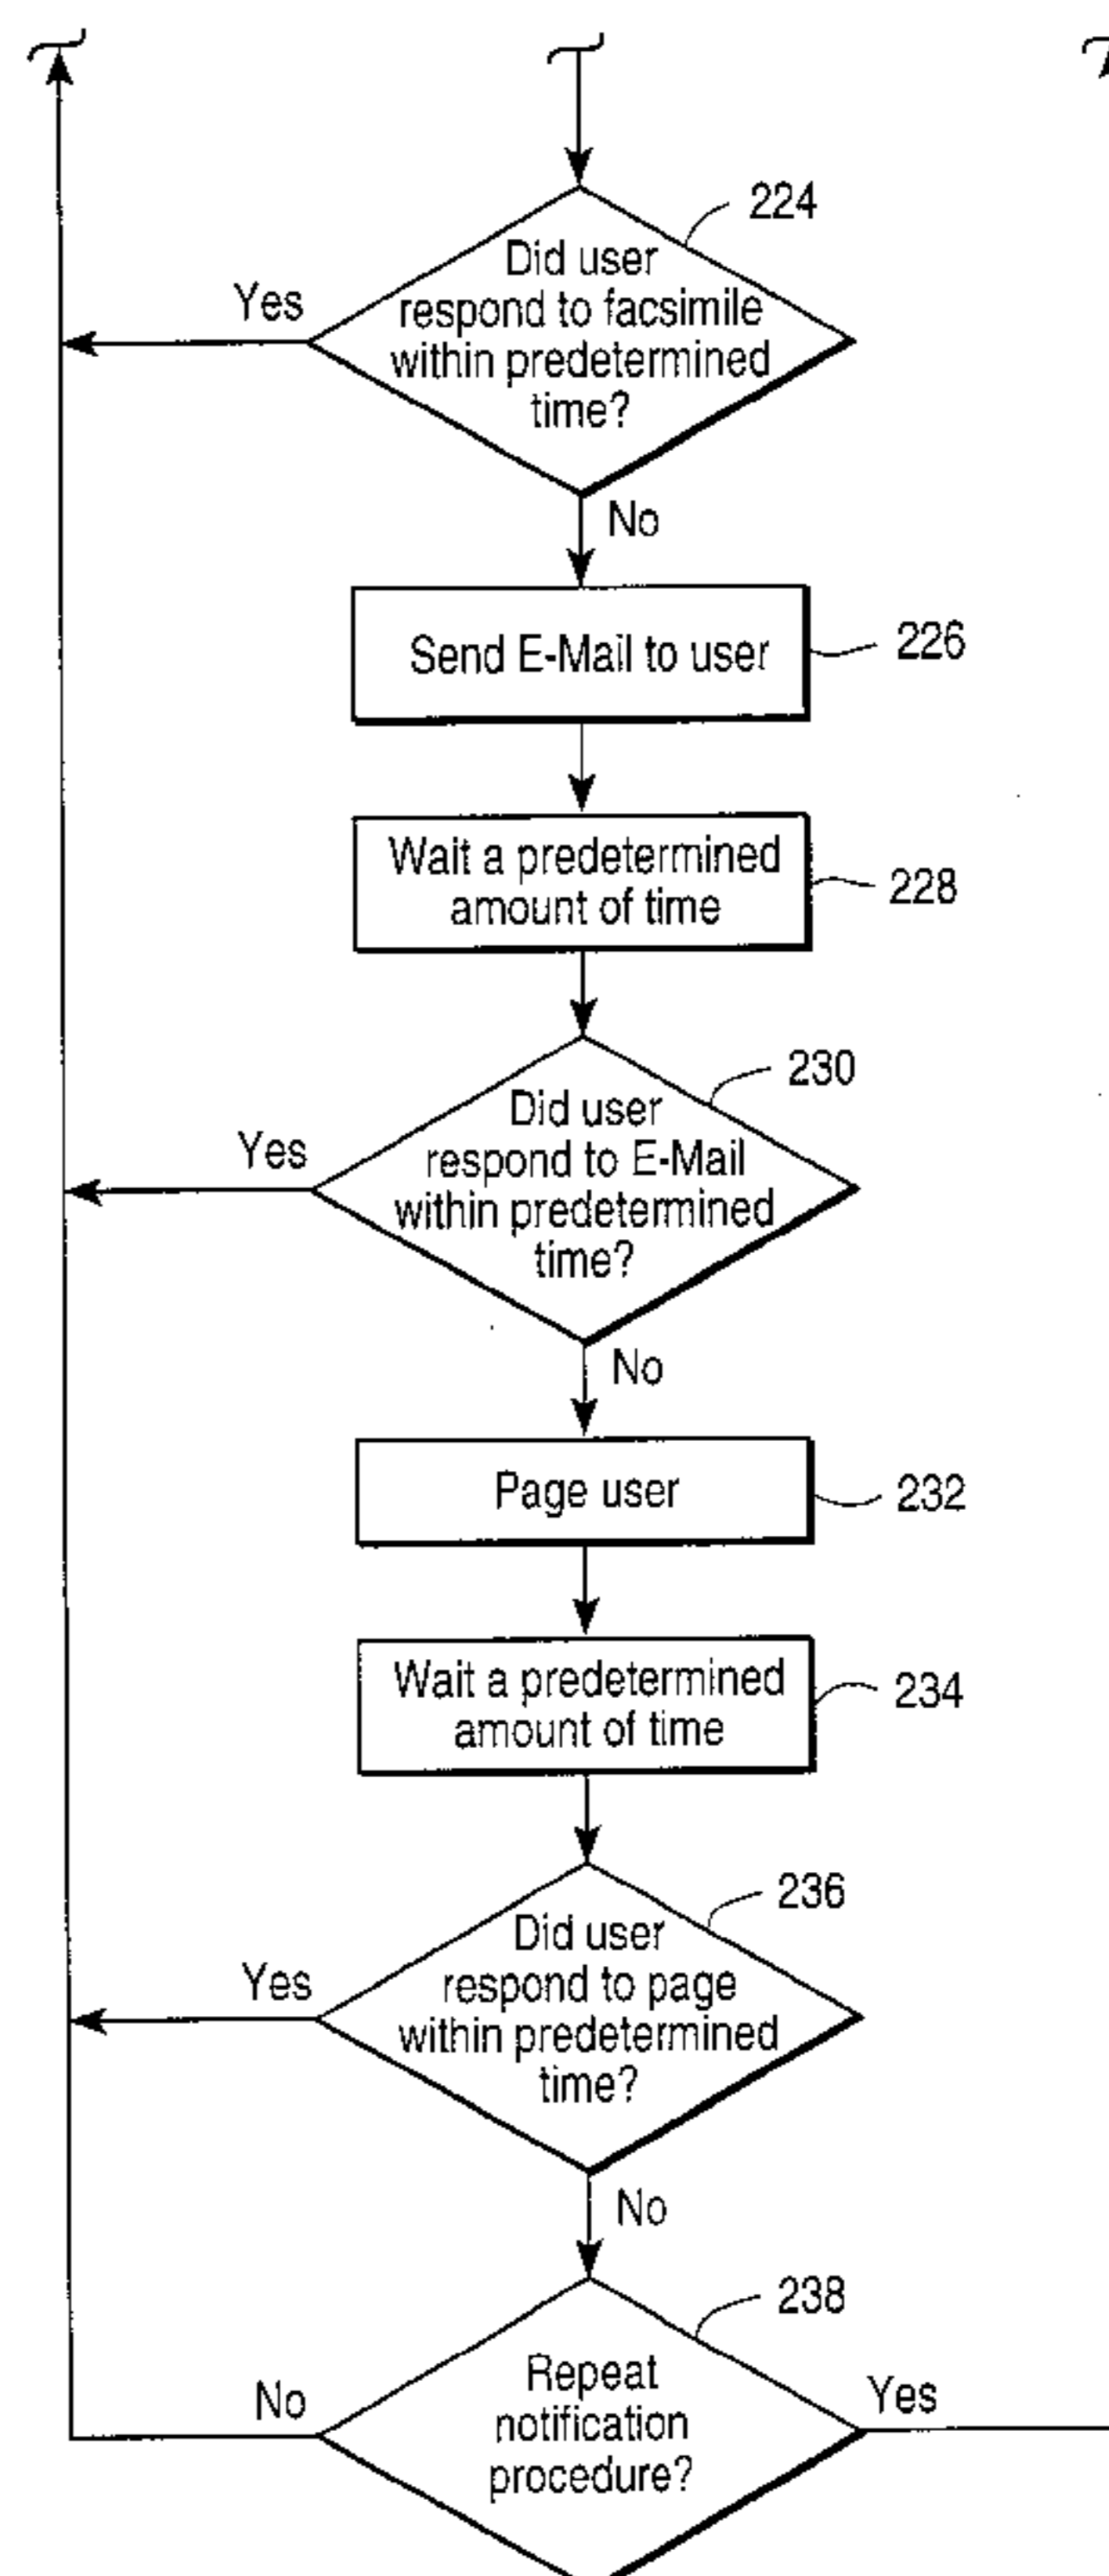 224
Did user
respond to facsimile
within predetermined
time?
Yes
No
Send E-Mail to user
226
Wait a predetermined
amount of time
228
230
Did user
respond to E-Mail
within predetermined
time?
Yes
No
Page user
232
Wait a predetermined
amount of time
234
236
Did user
respond to page
within predetermined
time?
Yes
No
238
Repeat
notification
procedure?
No
Yes